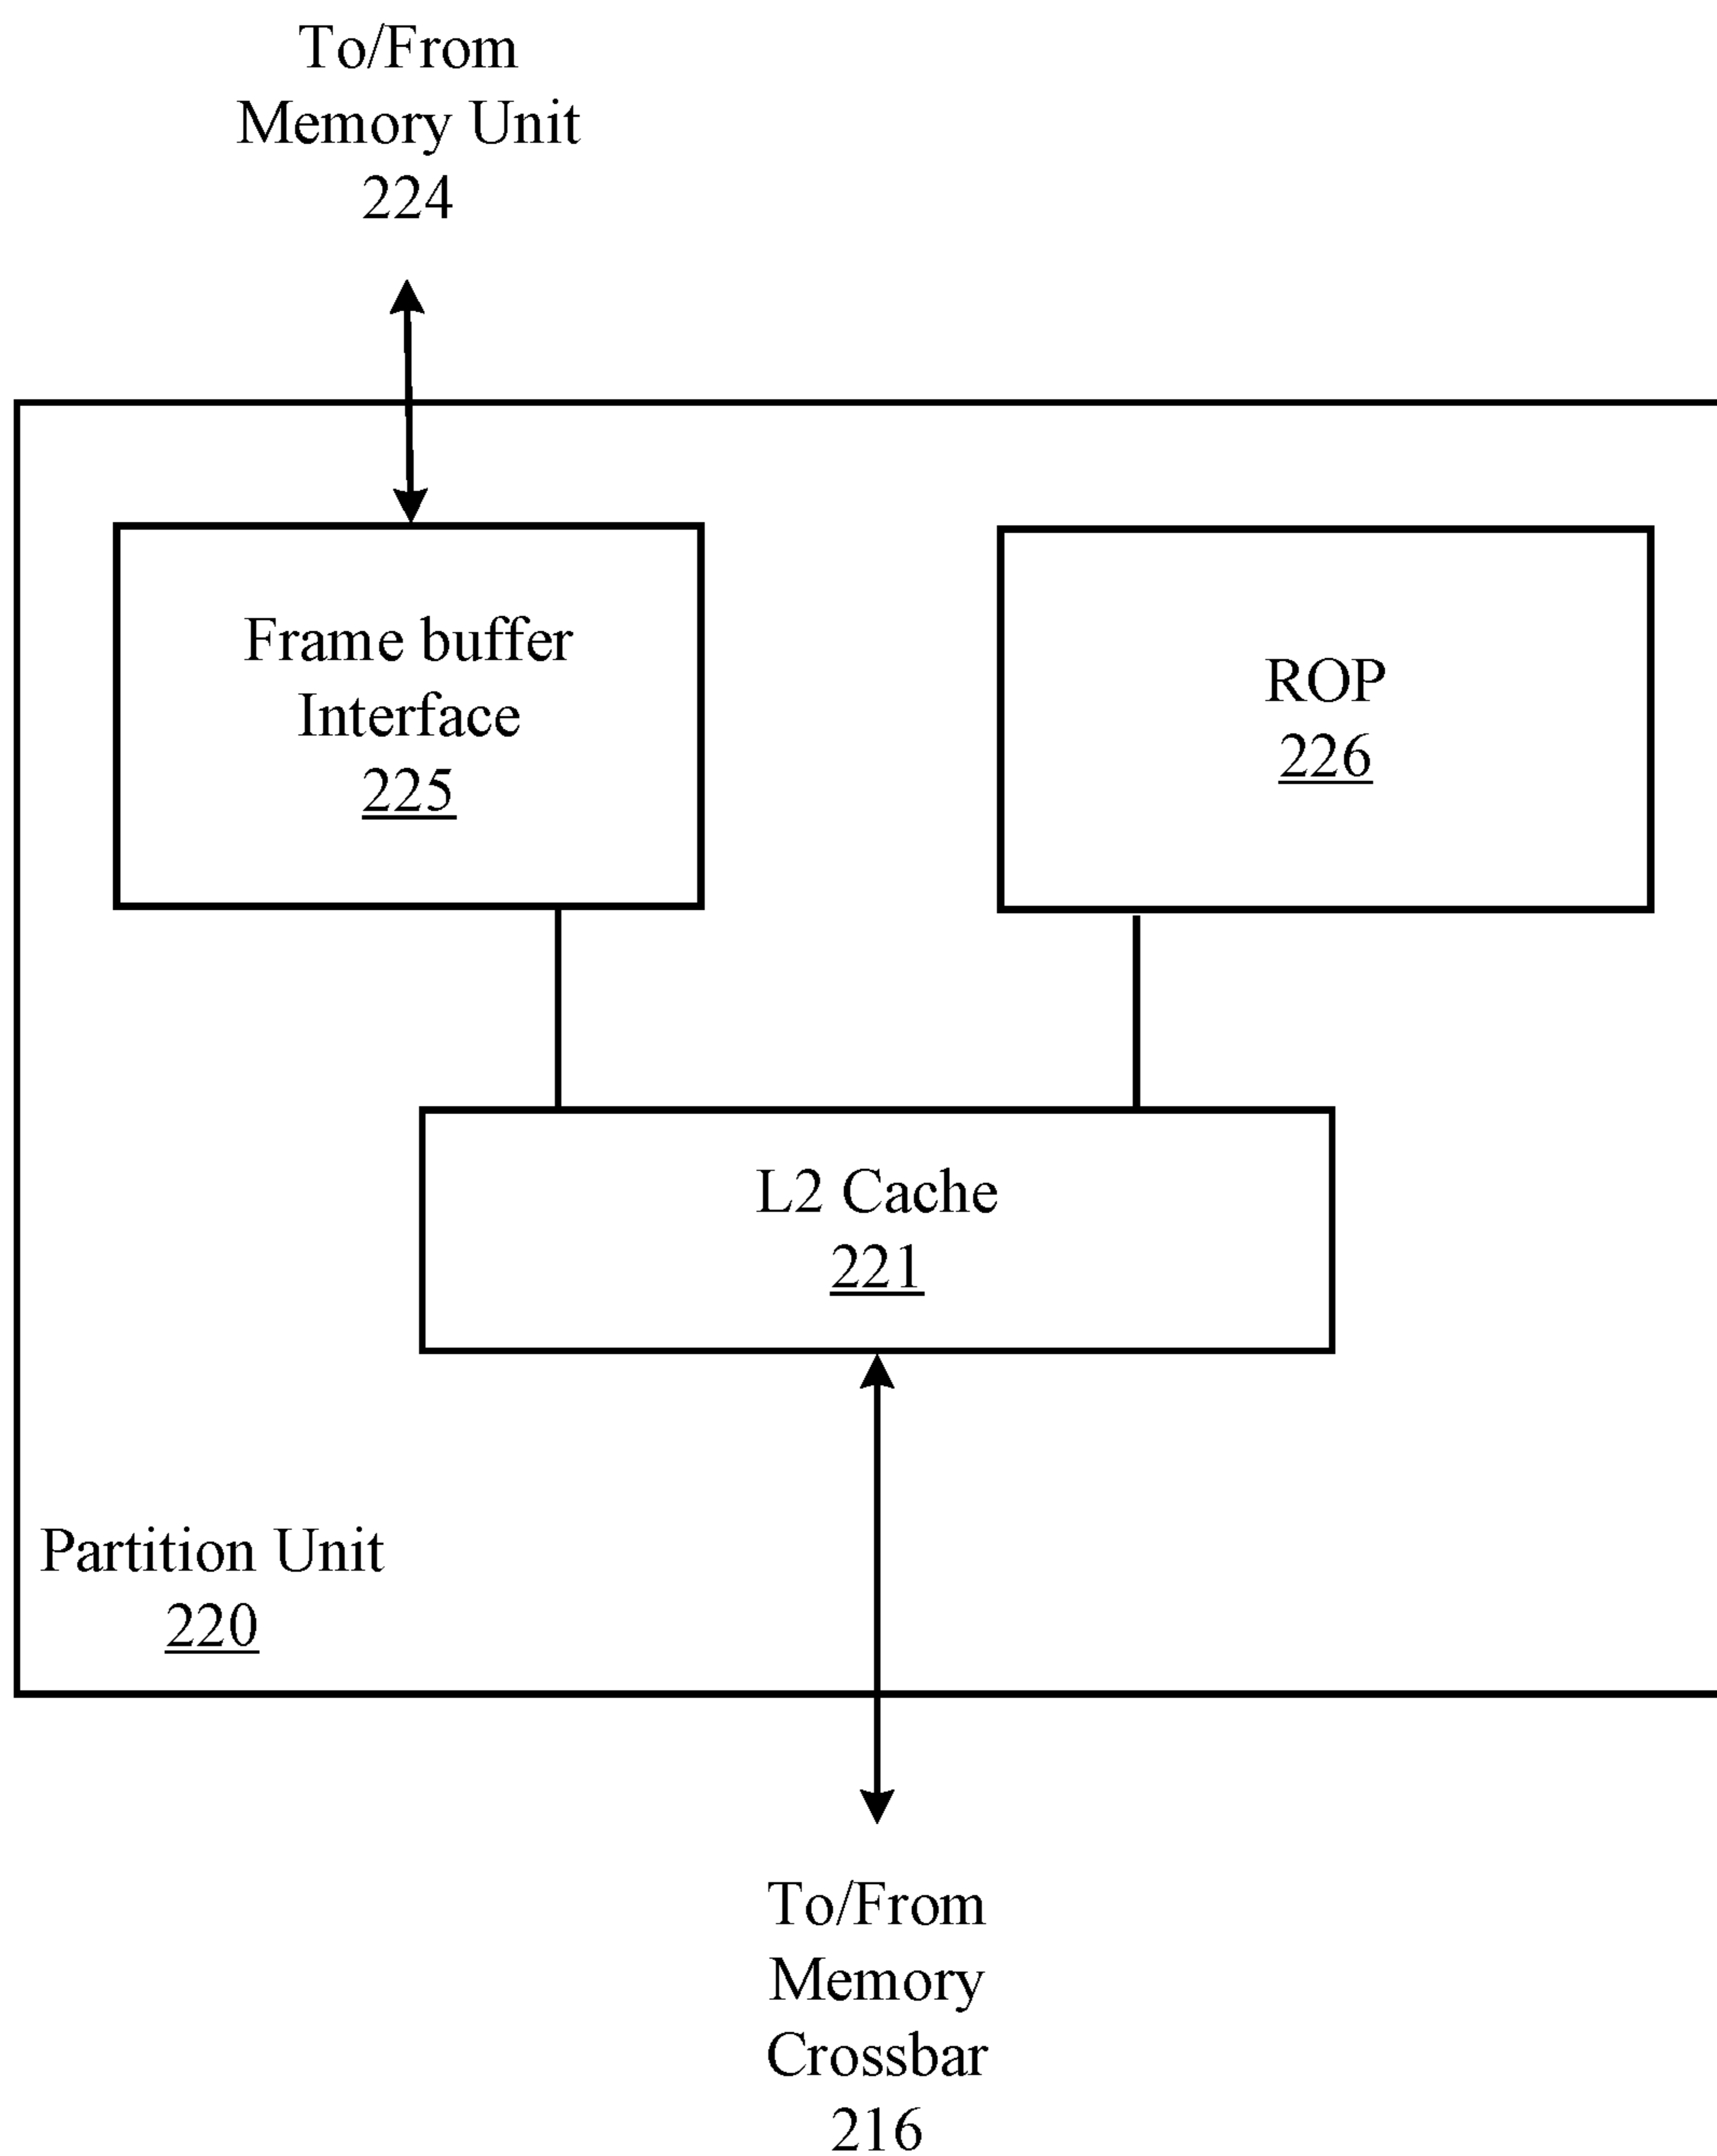 To/From
Memory Unit
224
Frame buffer
Interface
225
ROP
226
L2 Cache
221
Partition Unit
220
To/From
Memory
Crossbar
216